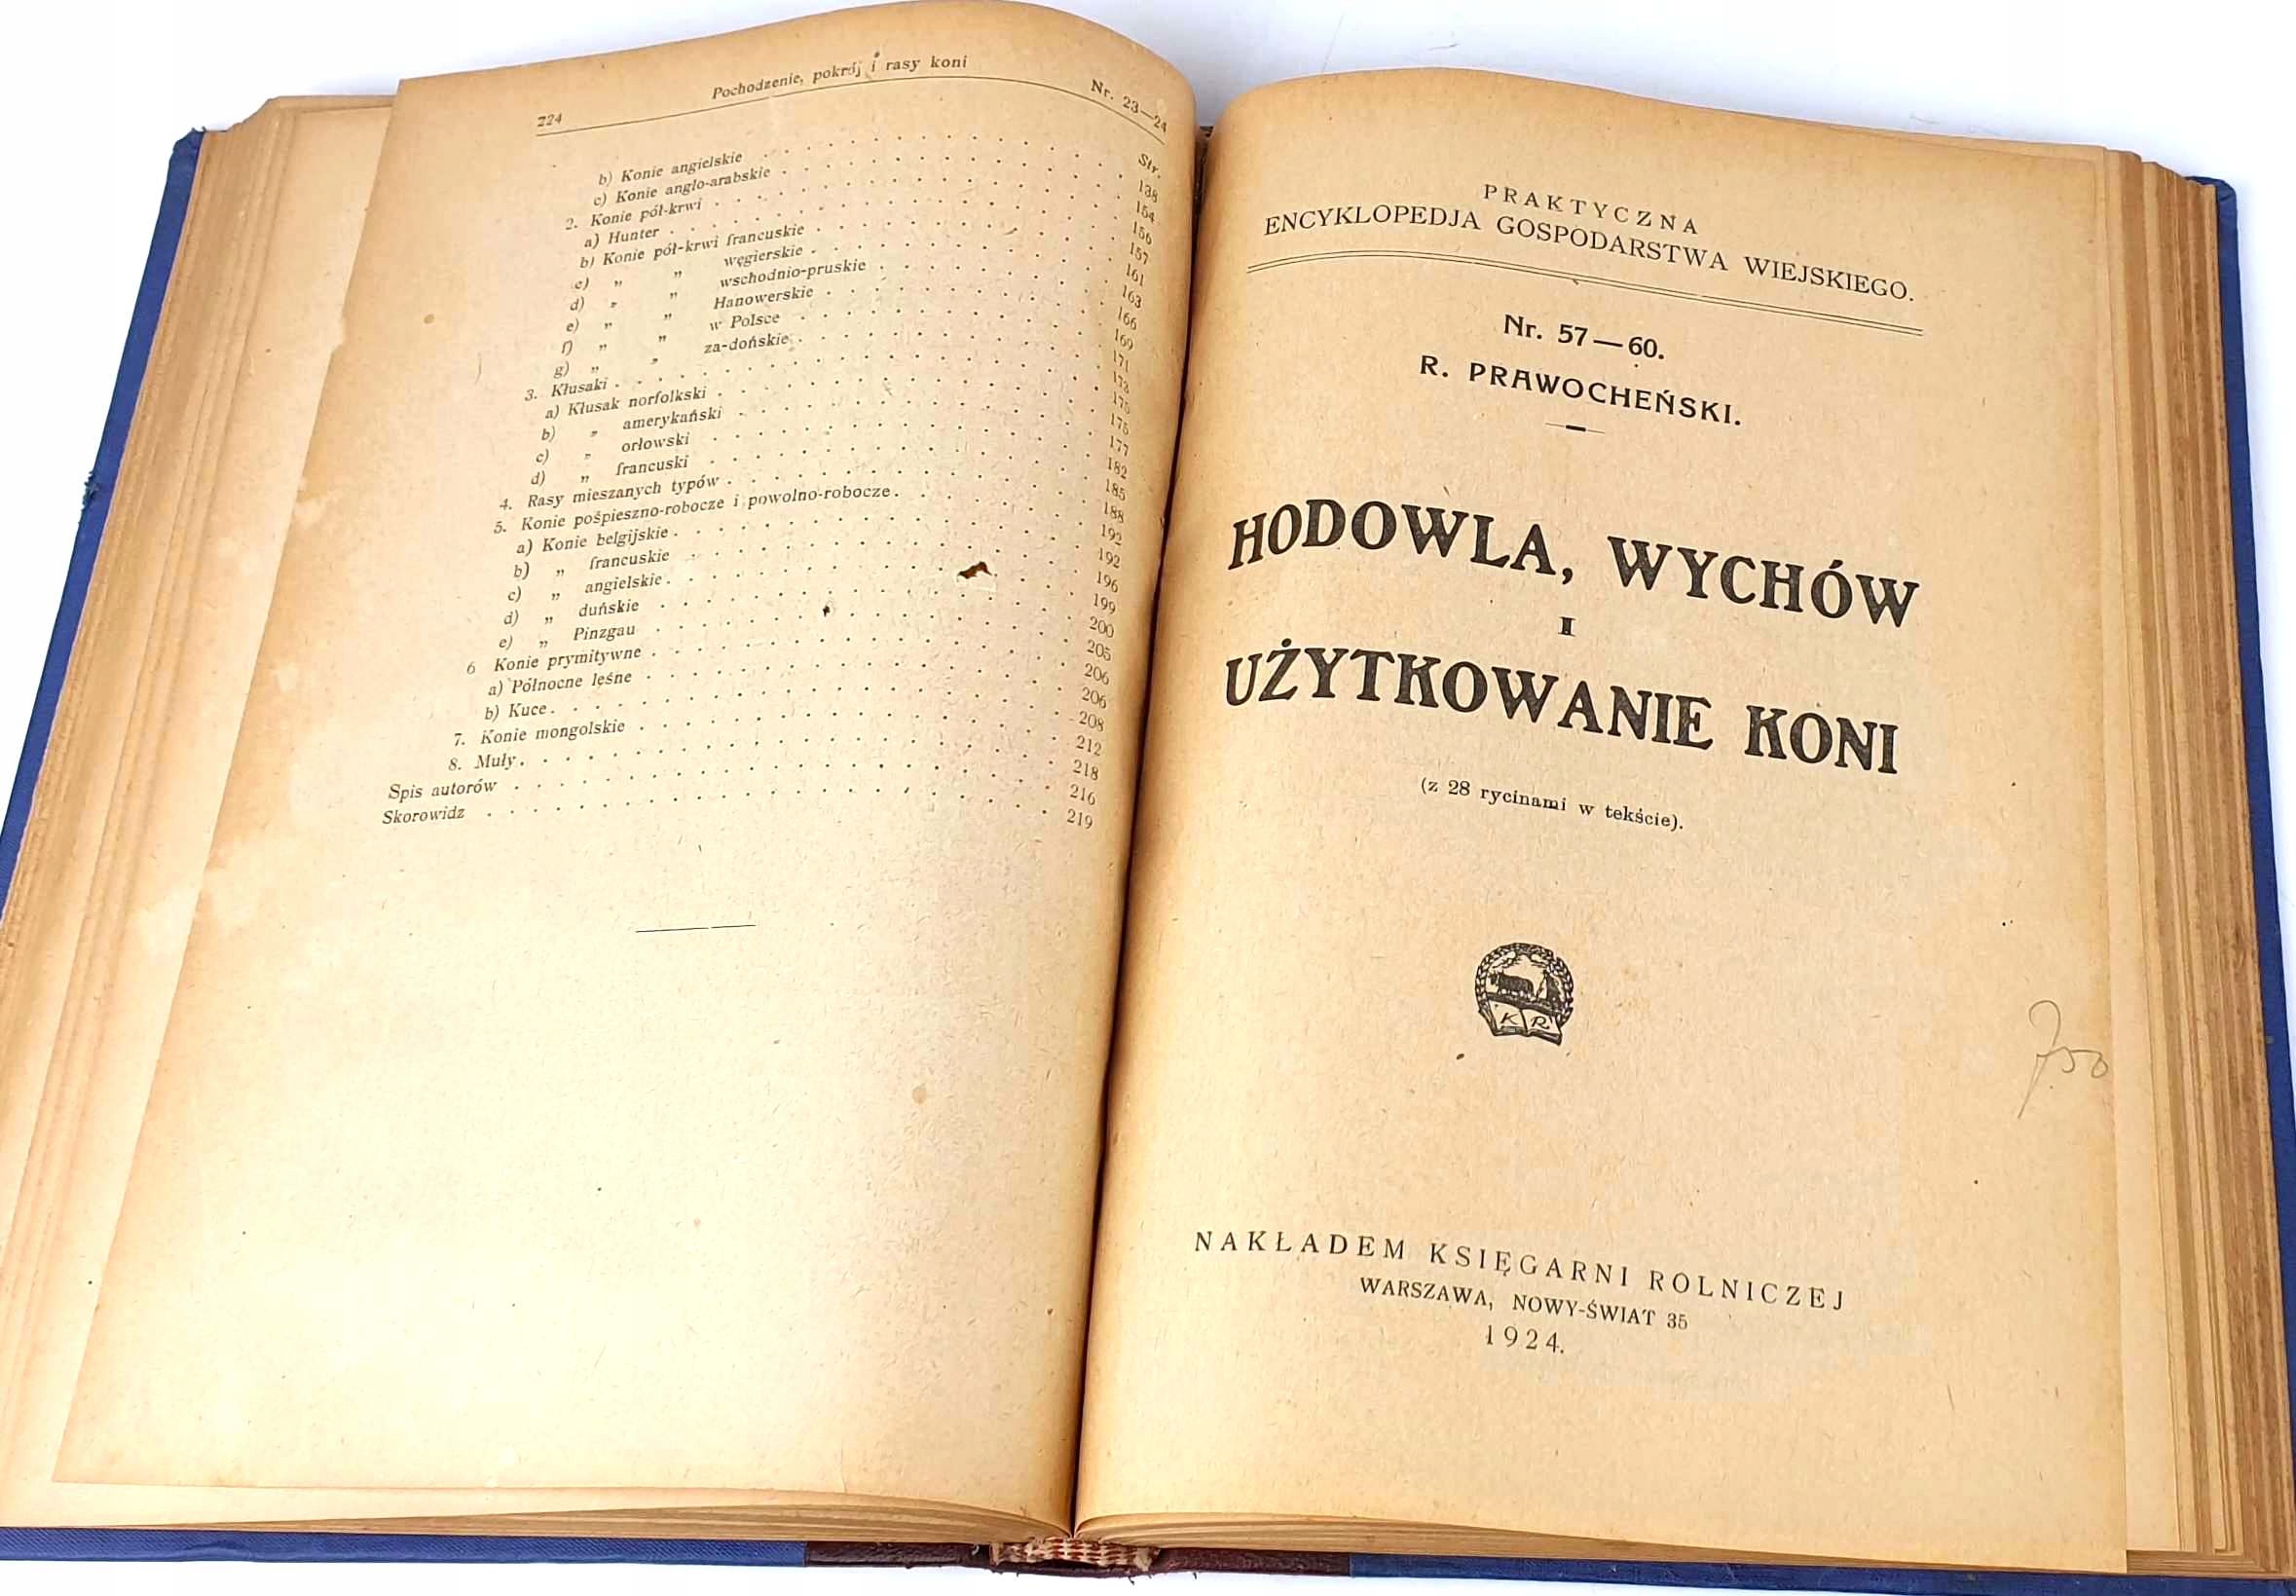 224 Pochodzenie, pokrój i rasy koni Nr. 23—24
Str.
b) Konie angielskie . . . 138
c) Konie anglo-arabskie . . . 154
2. Konie pół-krwi . . . 156
a) Hunter . . . 157
b) Konie pół-krwi francuskie . . . 161
c) „ „ węgierskie . . . 163
d) „ „ wschodnio-pruskie . . . 166
e) „ „ Hanowerskie . . . 169
f) „ „ w Polsce . . . 171
g) „ „ za-dońskie . . . 173
3. Kłusaki . . . 175
a) Kłusak norfolkski . . . 175
b) „ amerykański . . . 177
c) „ orłowski . . . 182
d) „ francuski . . . 185
4. Rasy mieszanych typów . . . 188
5. Konie pośpieszno-robocze i powolno-robocze . . . 192
a) Konie belgijskie . . . 192
b) „ francuskie . . . 196
c) „ angielskie . . . 199
d) „ duńskie . . . 200
e) „ Pinzgau . . . 205
6 Konie prymitywne . . . 206
a) Północne leśne . . . 206
b) Kuce . . . 208
7. Konie mongolskie . . . 212
8. Muły . . . 218
Spis autorów . . . 216
Skorowidz . . . 219
PRAKTYCZNA
ENCYKLOPEDJA GOSPODARSTWA WIEJSKIEGO.
Nr. 57—60.
R. PRAWOCHEŃSKI.
HODOWLA, WYCHÓW
I
UŻYTKOWANIE KONI
(z 28 rycinami w tekście).
K R
750
NAKŁADEM KSIĘGARNI ROLNICZEJ
WARSZAWA, NOWY-ŚWIAT 35
1924.